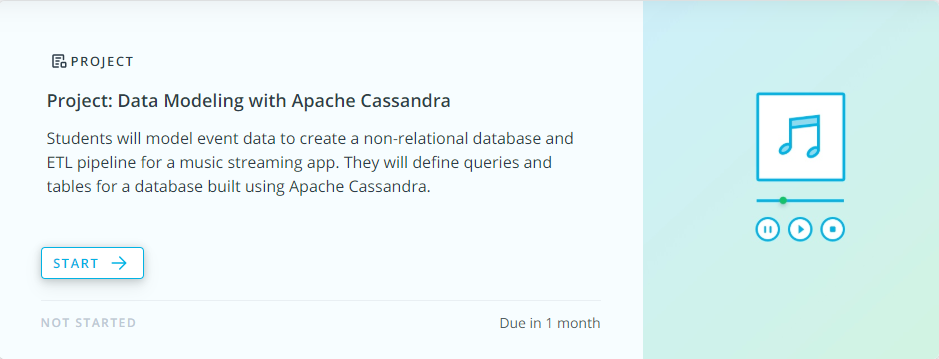 PROJECT
Project: Data Modeling with Apache Cassandra
Students will model event data to create a non-relational database and
ETL pipeline for a music streaming app. They will define queries and
tables for a database built using Apache Cassandra.
START
NOT STARTED
Due in 1 month